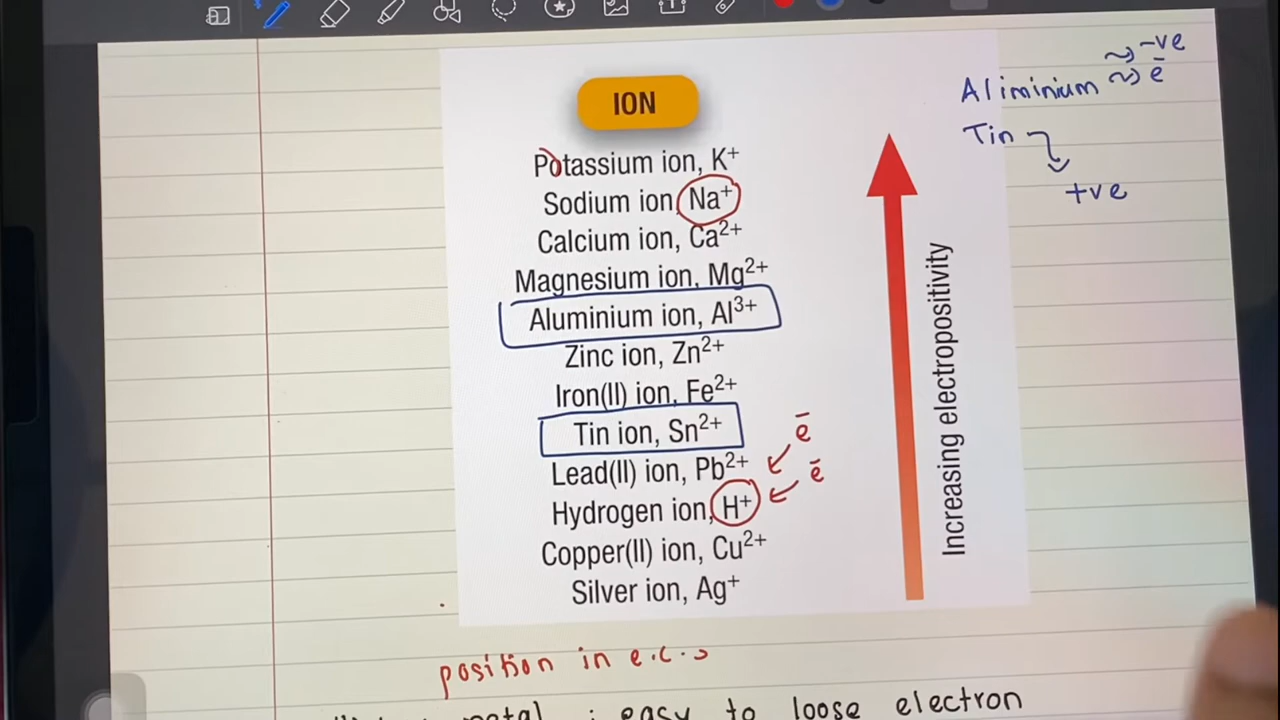 ION
Potassium ion, K⁺
Sodium ion Na⁺
Calcium ion, Ca²⁺
Magnesium ion, Mg²⁺
Aluminium ion, Al³⁺
Zinc ion, Zn²⁺
Iron(II) ion, Fe²⁺
Tin ion, Sn²⁺
Lead(II) ion, Pb²⁺
Hydrogen ion, H⁺
Copper(II) ion, Cu²⁺
Silver ion, Ag⁺
ē
ē
Increasing electropositivity
-ve
Aliminium ē
Tin
+ve
position in e.c.s
metal : easy to loose electron